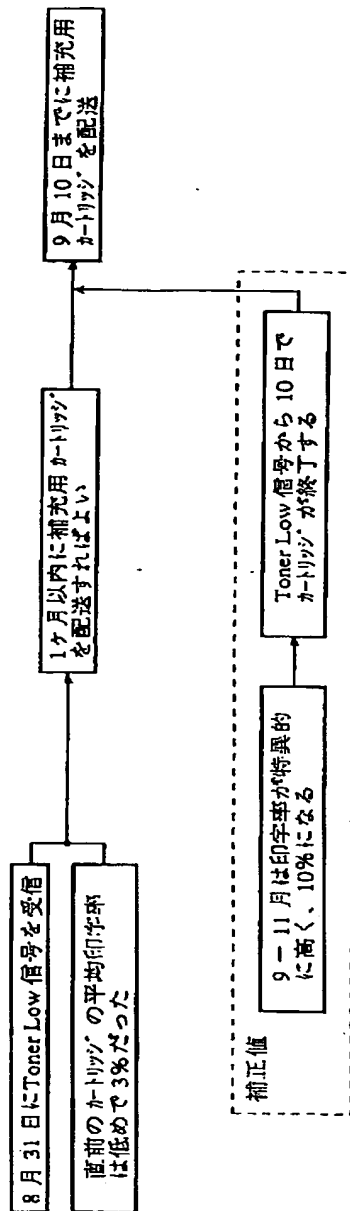 8月31日にToner Low信号を受信
直前のカートリッジの平均印字率
は低めで3%だった
1ケ月以内に補充用カートリッジ
を配送すればよい
9月10日までに補充用
カートリッジを配送
補正値
9−11月は印字率が特異的
に高く、10%になる
Toner Low信号から10日で
カートリッジが終了する